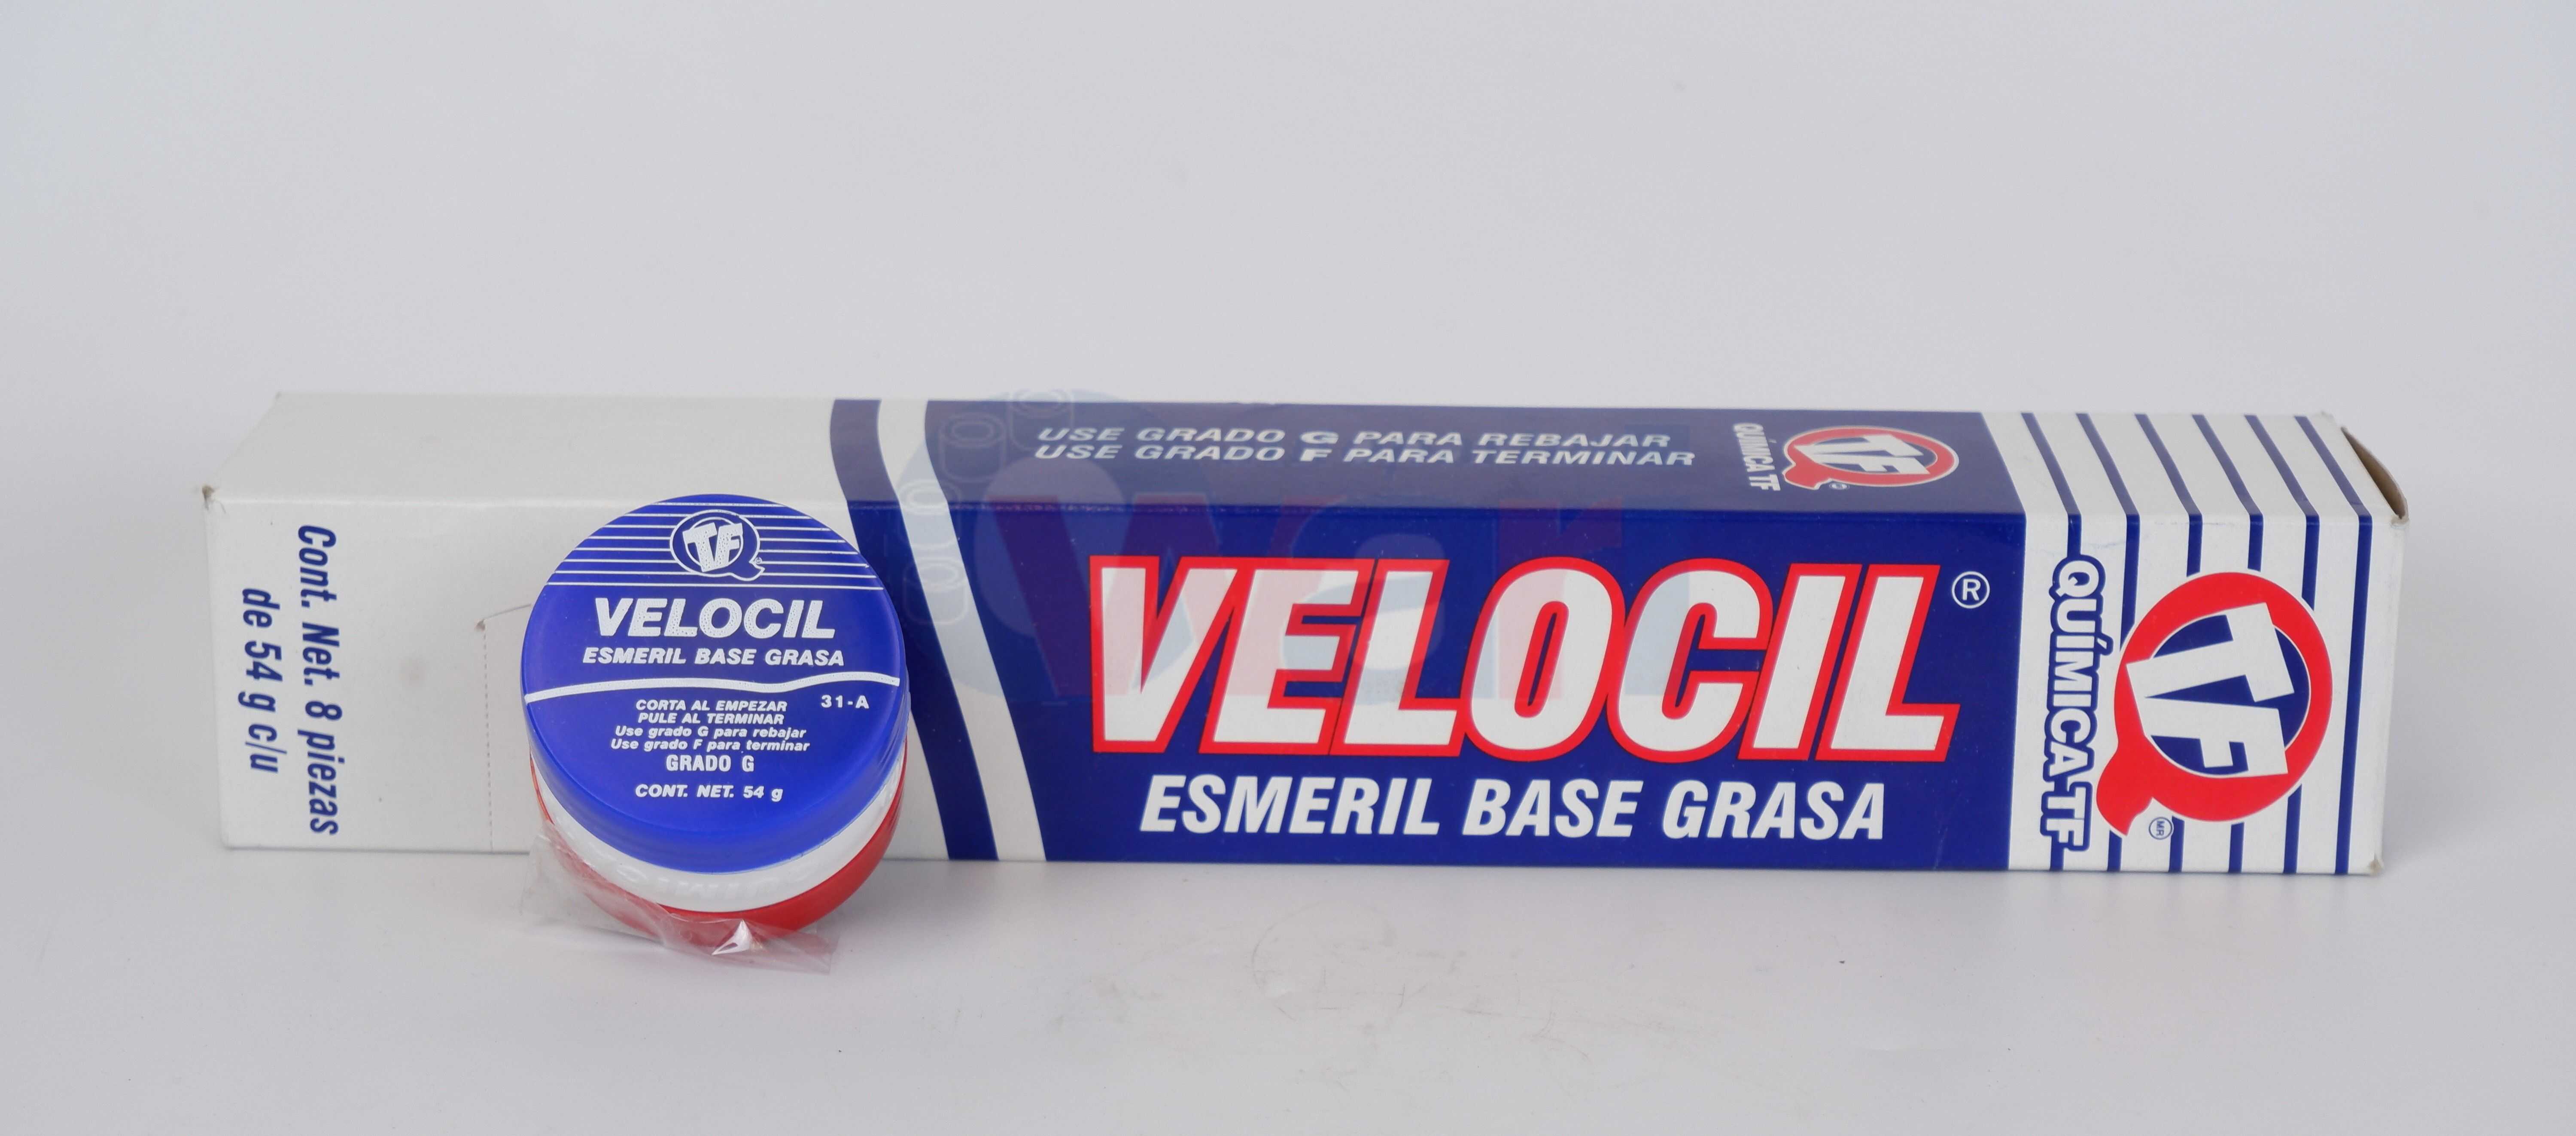 USE GRADO G PARA REBAJAR
USE GRADO F PARA TERMINAR
QUÍMICA TF
TF
VELOCIL®
ESMERIL BASE GRASA
QUÍMICA TF
TF
MR
Cont. Net. 8 piezas
de 54 g c/u
TF
VELOCIL
ESMERIL BASE GRASA
31-A
CORTA AL EMPEZAR
PULE AL TERMINAR
Use grado G para rebajar
Use grado F para terminar
GRADO G
CONT. NET. 54 g